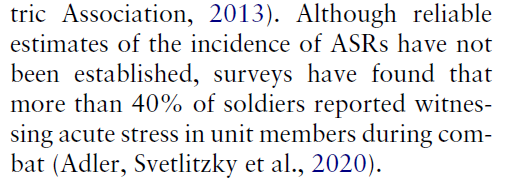 tric Association, 2013). Although reliable
estimates of the incidence of ASRs have not
been established, surveys have found that
more than 40% of soldiers reported witnes-
sing acute stress in unit members during com-
bat (Adler, Svetlitzky et al., 2020).